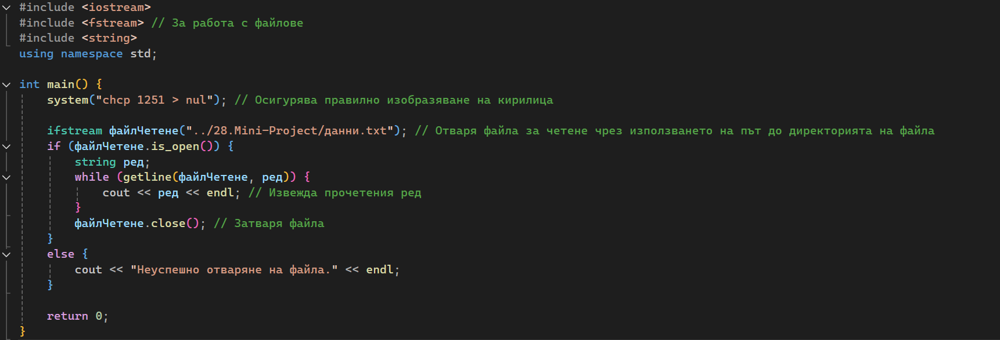 #include <iostream>
#include <fstream> // За работа с файлове
#include <string>
using namespace std;
int main() {
system("chcp 1251 > nul"); // Осигурява правилно изобразяване на кирилица
ifstream файлЧетене("../28.Mini-Project/данни.txt"); // Отваря файла за четене чрез използването на път до директорията на файла
if (файлЧетене.is_open()) {
string ред;
while (getline(файлЧетене, ред)) {
cout << ред << endl; // Извежда прочетения ред
}
файлЧетене.close(); // Затваря файла
}
else {
cout << "Неуспешно отваряне на файла." << endl;
}
return 0;
}